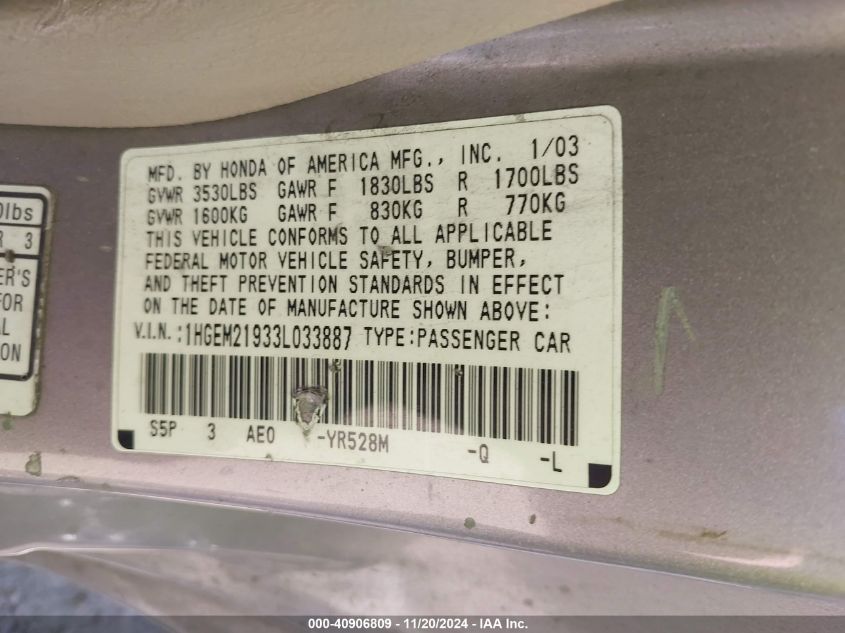 MFD. BY HONDA OF AMERICA MFG., INC. 1/03
GVWR 3530LBS GAWR F 1830LBS R 1700LBS
GVWR 1600KG GAWR F 830KG R 770KG
THIS VEHICLE CONFORMS TO ALL APPLICABLE
FEDERAL MOTOR VEHICLE SAFETY, BUMPER,
AND THEFT PREVENTION STANDARDS IN EFFECT
ON THE DATE OF MANUFACTURE SHOWN ABOVE:
V.I.N.:1HGEM21933L033887 TYPE:PASSENGER CAR
S5P 3 AEO -YR528M -Q -L
0lbs
R 3
ER'S
FOR
AL
ON
000-40906809 - 11/20/2024 - IAA Inc.